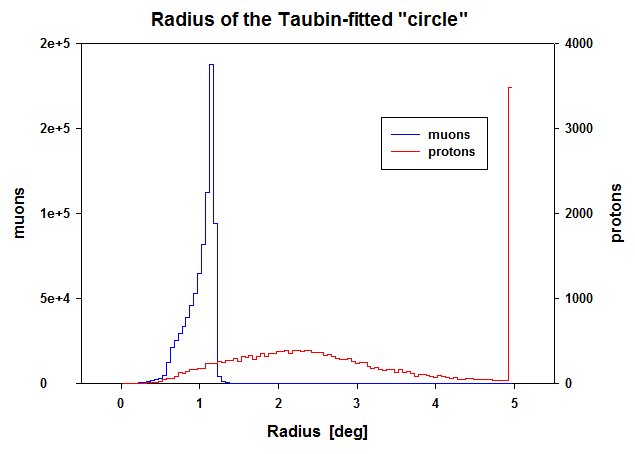 Radius of the Taubin-fitted "circle"
2e+5
2e+5
1e+5
5e+4
0
muons
4000
3000
2000
1000
0
protons
muons
protons
0 1 2 3 4 5
Radius [deg]